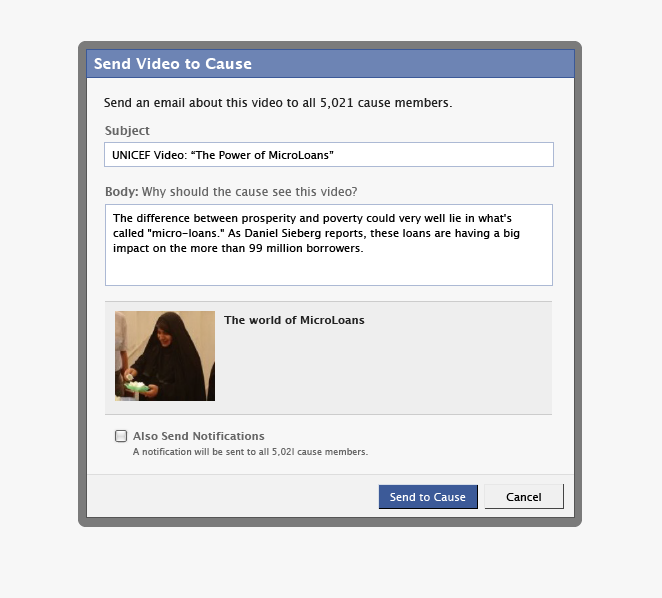 Send Video to Cause
Send an email about this video to all 5,021 cause members.
Subject
UNICEF Video: “The Power of MicroLoans”
Body: Why should the cause see this video?
The difference between prosperity and poverty could very well lie in what's
called "micro-loans." As Daniel Sieberg reports, these loans are having a big
impact on the more than 99 million borrowers.
The world of MicroLoans
Also Send Notifications
A notification will be sent to all 5,02l cause members.
Send to Cause
Cancel